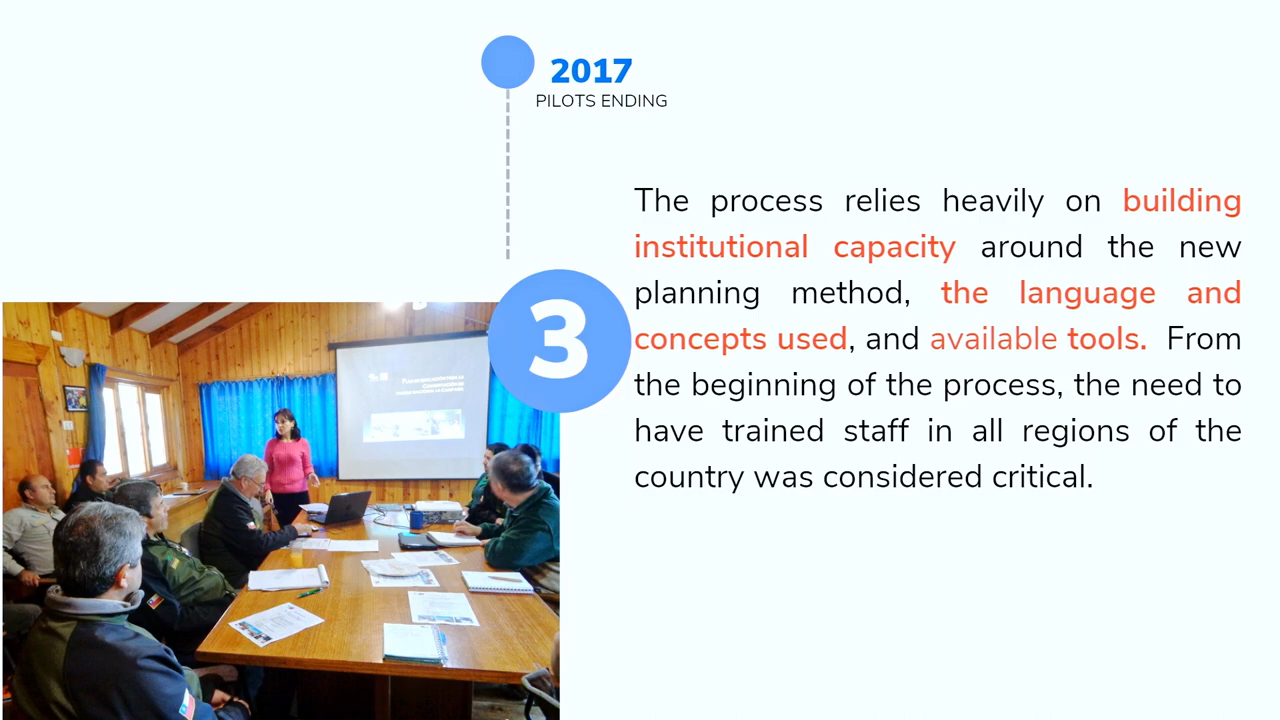 2017
PILOTS ENDING
3
The process relies heavily on building
institutional capacity around the new
planning method, the language and
concepts used, and available tools. From
the beginning of the process, the need to
have trained staff in all regions of the
country was considered critical.